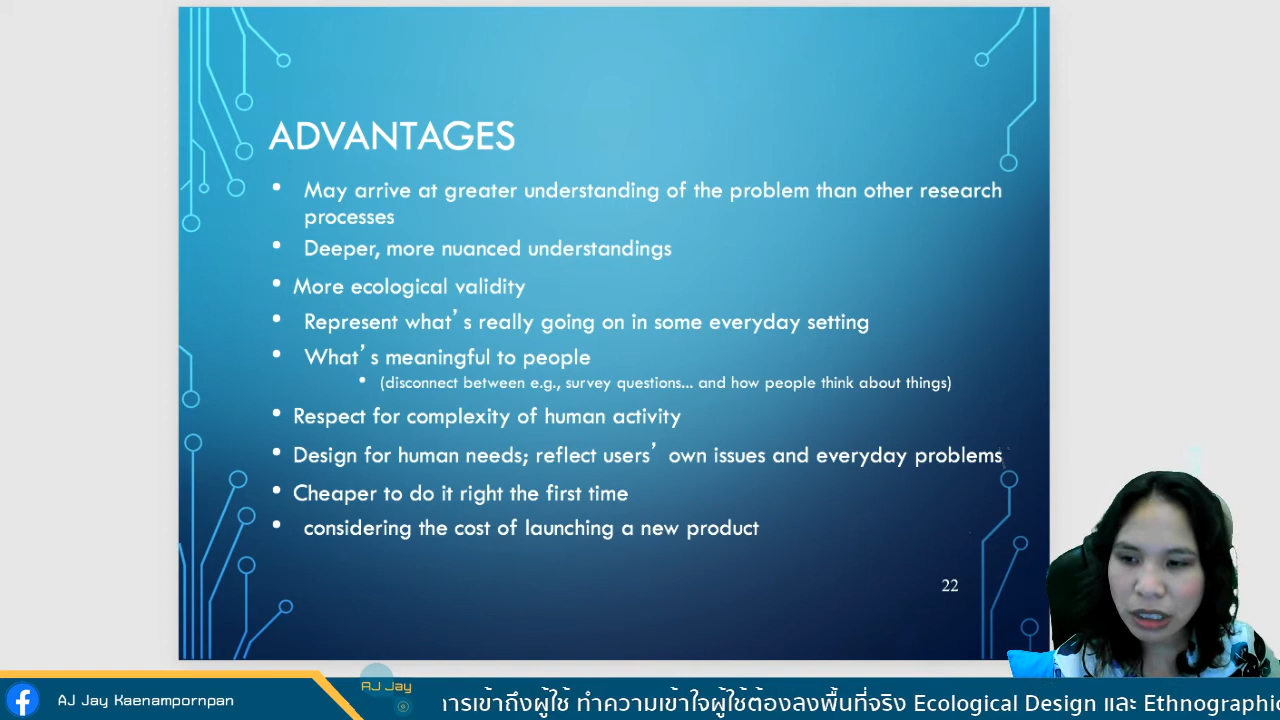 ADVANTAGES
• May arrive at greater understanding of the problem than other research
processes
• Deeper, more nuanced understandings
• More ecological validity
• Represent what’s really going on in some everyday setting
• What’s meaningful to people
• (disconnect between e.g., survey questions... and how people think about things)
• Respect for complexity of human activity
• Design for human needs; reflect users’ own issues and everyday problems
• Cheaper to do it right the first time
• considering the cost of launching a new product
22
AJ Jay Kaenampornpan
AJ Jay
การเข้าถึงผู้ใช้ ทำความเข้าใจผู้ใช้ต้องลงพื้นที่จริง Ecological Design และ Ethnographic